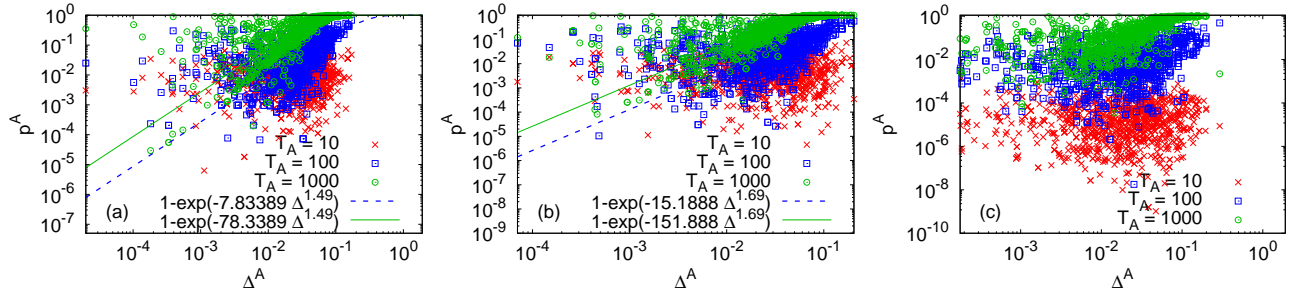 10^0
10^-1
10^-2
10^-3
10^-4
10^-5
10^-6
10^-7
p^A
10^-4
10^-3
10^-2
10^-1
10^0
Δ^A
(a)
T_A = 10
T_A = 100
T_A = 1000
1-exp(-7.83389 Δ^1.49)
1-exp(-78.3389 Δ^1.49)
10^0
10^-1
10^-2
10^-3
10^-4
10^-5
10^-6
10^-7
10^-8
10^-9
p^A
10^-4
10^-3
10^-2
10^-1
Δ^A
(b)
T_A = 10
T_A = 100
T_A = 1000
1-exp(-15.1888 Δ^1.69)
1-exp(-151.888 Δ^1.69)
10^0
10^-2
10^-4
10^-6
10^-8
10^-10
p^A
10^-3
10^-2
10^-1
10^0
Δ^A
(c)
T_A = 10
T_A = 100
T_A = 1000